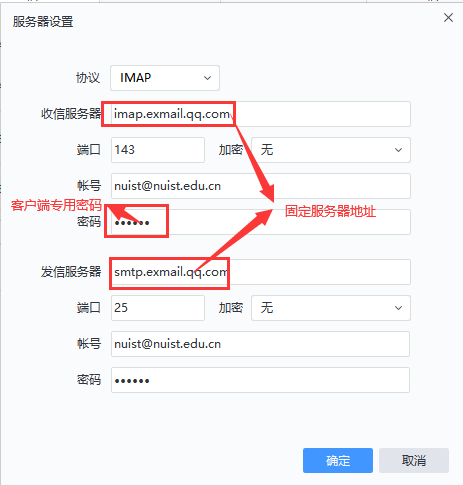 服务器设置
协议 IMAP
收信服务器 imap.exmail.qq.com
端口 143 加密 无
帐号 nuist@nuist.edu.cn
客户端专用密码
固定服务器地址
密码 ••••••
发信服务器 smtp.exmail.qq.com
端口 25 加密 无
帐号 nuist@nuist.edu.cn
密码 ••••••
确定 取消